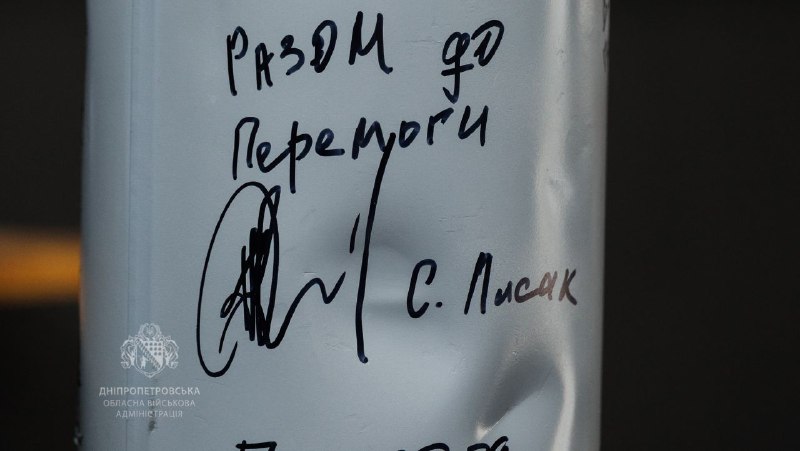 Разом до
Перемоги
С. Лисак
ДНІПРОПЕТРОВСЬКА
ОБЛАСНА ВІЙСЬКОВА
АДМІНІСТРАЦІЯ